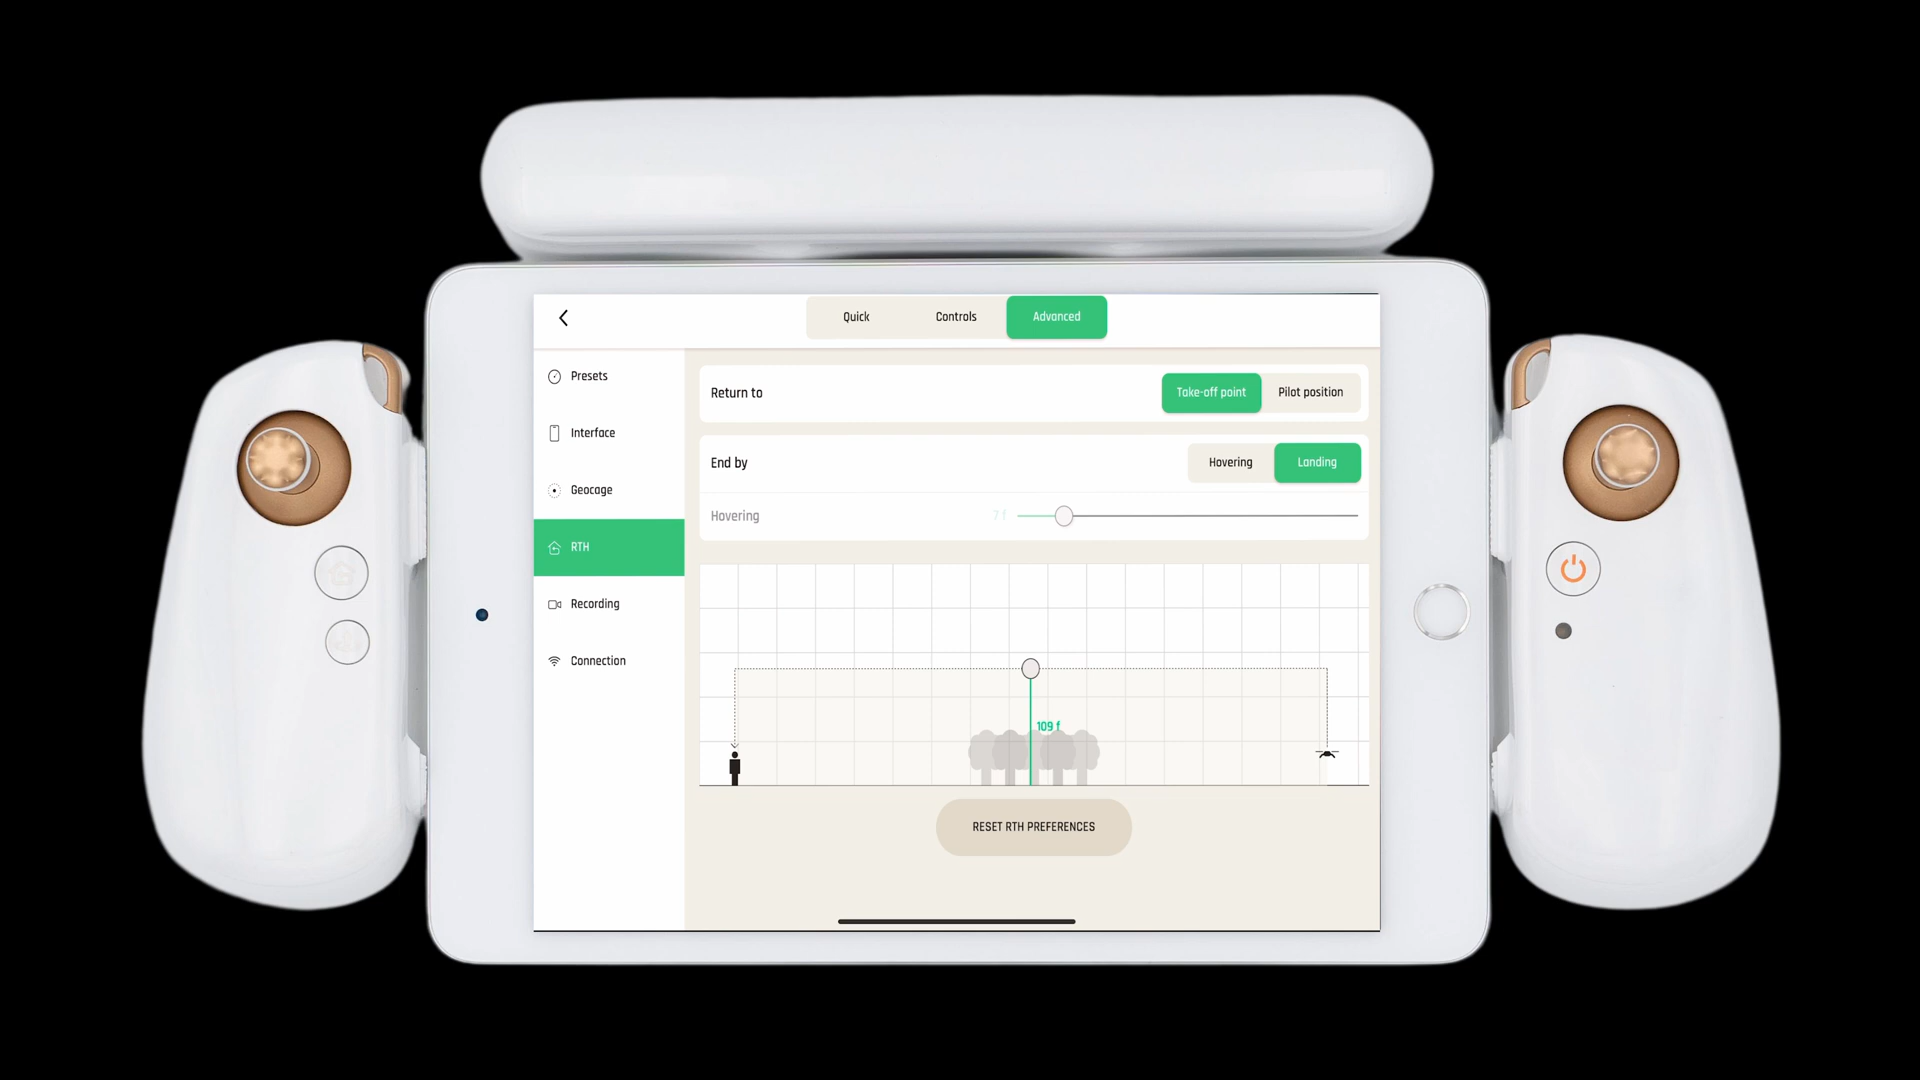 Quick
Controls
Advanced
Presets
Interface
Geocage
RTH
Recording
Connection
Return to
Take-off point
Pilot position
End by
Hovering
Landing
Hovering
7 f
109 f
RESET RTH PREFERENCES